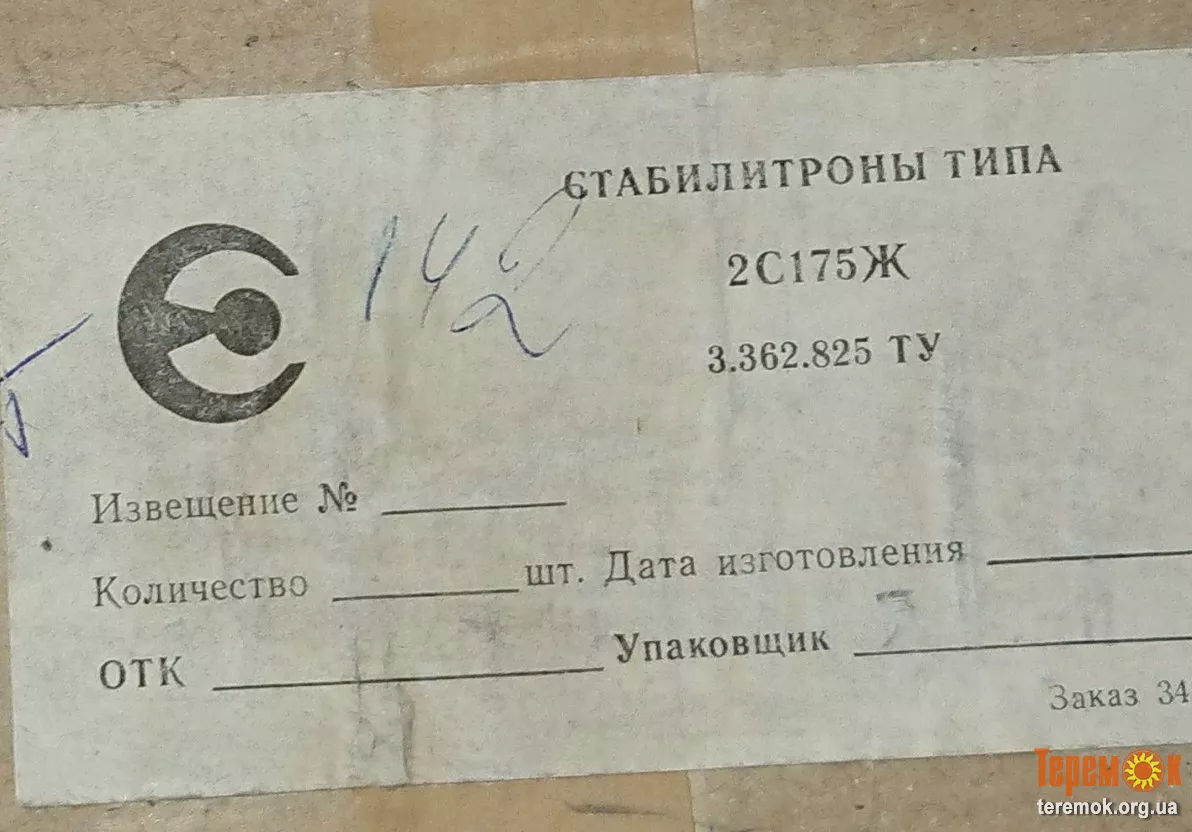 СТАБИЛИТРОНЫ ТИПА
142
2С175Ж
3.362.825 ТУ
Извещение №
Количество шт. Дата изготовления
ОТК Упаковщик
Заказ 34
Теремок
teremok.org.ua